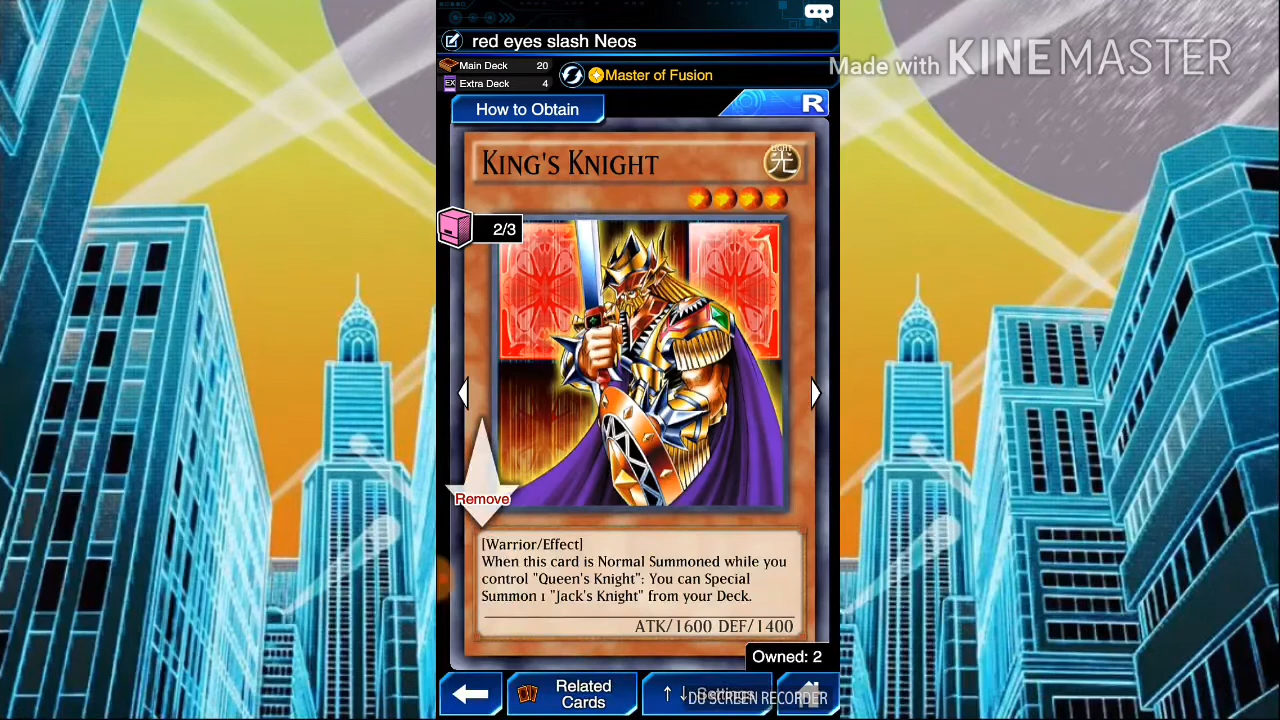 red eyes slash Neos
Main Deck 20
EX Extra Deck 4
Master of Fusion
Made with KINEMASTER
How to Obtain
R
KING'S KNIGHT
LIGHT
光
2/3
Remove
[Warrior/Effect]
When this card is Normal Summoned while you
control "Queen's Knight": You can Special
Summon 1 "Jack's Knight" from your Deck.
ATK/1600 DEF/1400
Owned: 2
Related
Cards
Settings
DU SCREEN RECORDER